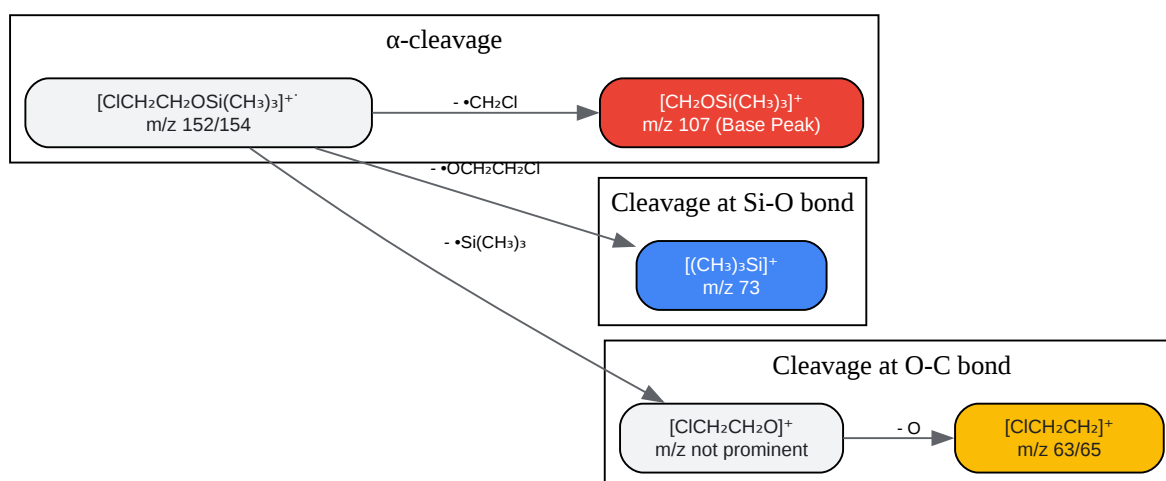 α-cleavage
[ClCH₂CH₂OSi(CH₃)₃]⁺˙
m/z 152/154
- •CH₂Cl
[CH₂OSi(CH₃)₃]⁺
m/z 107 (Base Peak)
- •OCH₂CH₂Cl
Cleavage at Si-O bond
- •Si(CH₃)₃
[(CH₃)₃Si]⁺
m/z 73
Cleavage at O-C bond
[ClCH₂CH₂O]⁺
m/z not prominent
- O
[ClCH₂CH₂]⁺
m/z 63/65